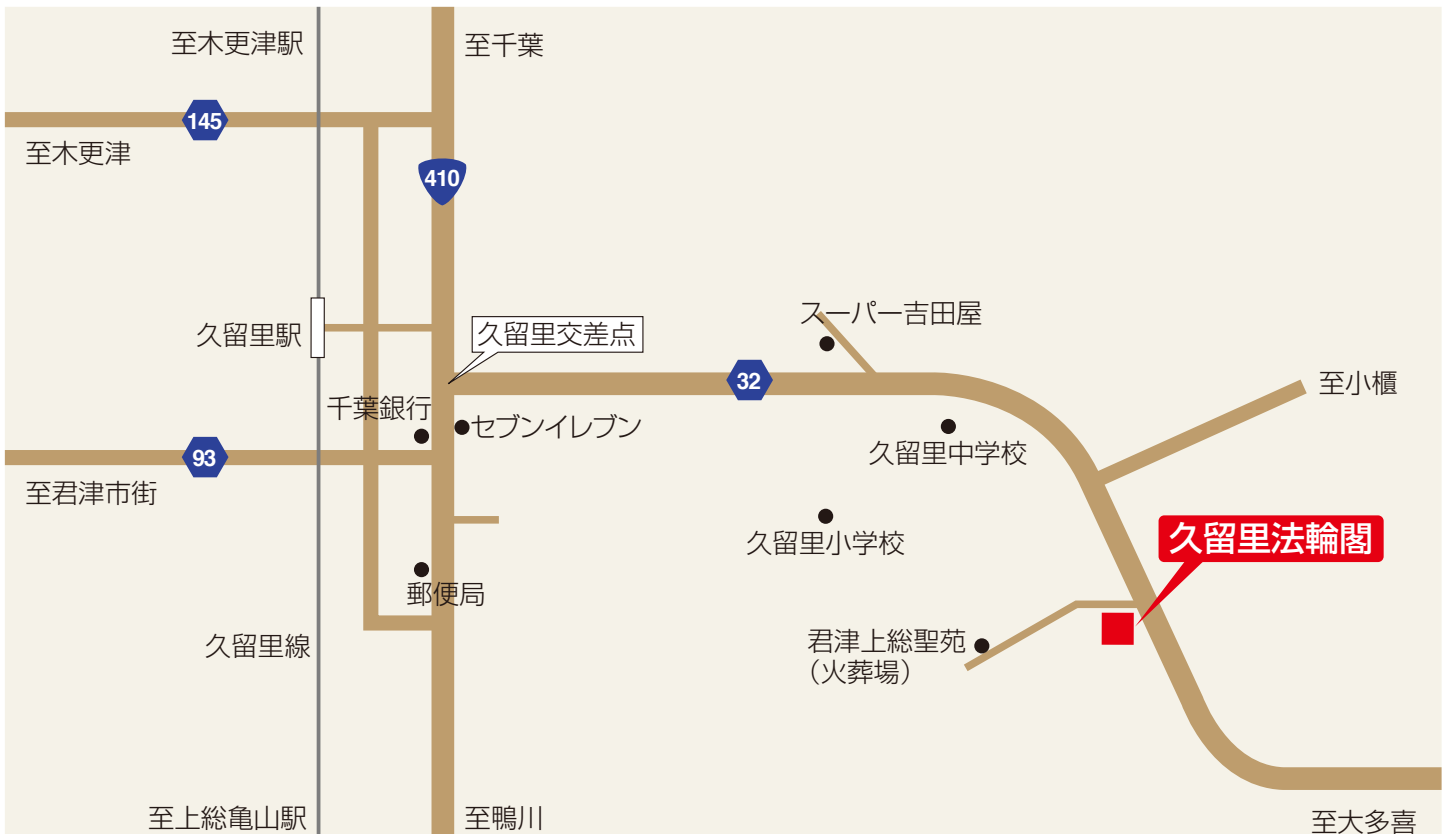 至木更津駅
至千葉
145
至木更津
410
スーパー吉田屋
久留里交差点
久留里駅
32
至小櫃
千葉銀行
セブンイレブン
久留里中学校
93
至君津市街
久留里法輪閣
久留里小学校
郵便局
久留里線
君津上総聖苑
（火葬場）
至上総亀山駅
至鴨川
至大多喜